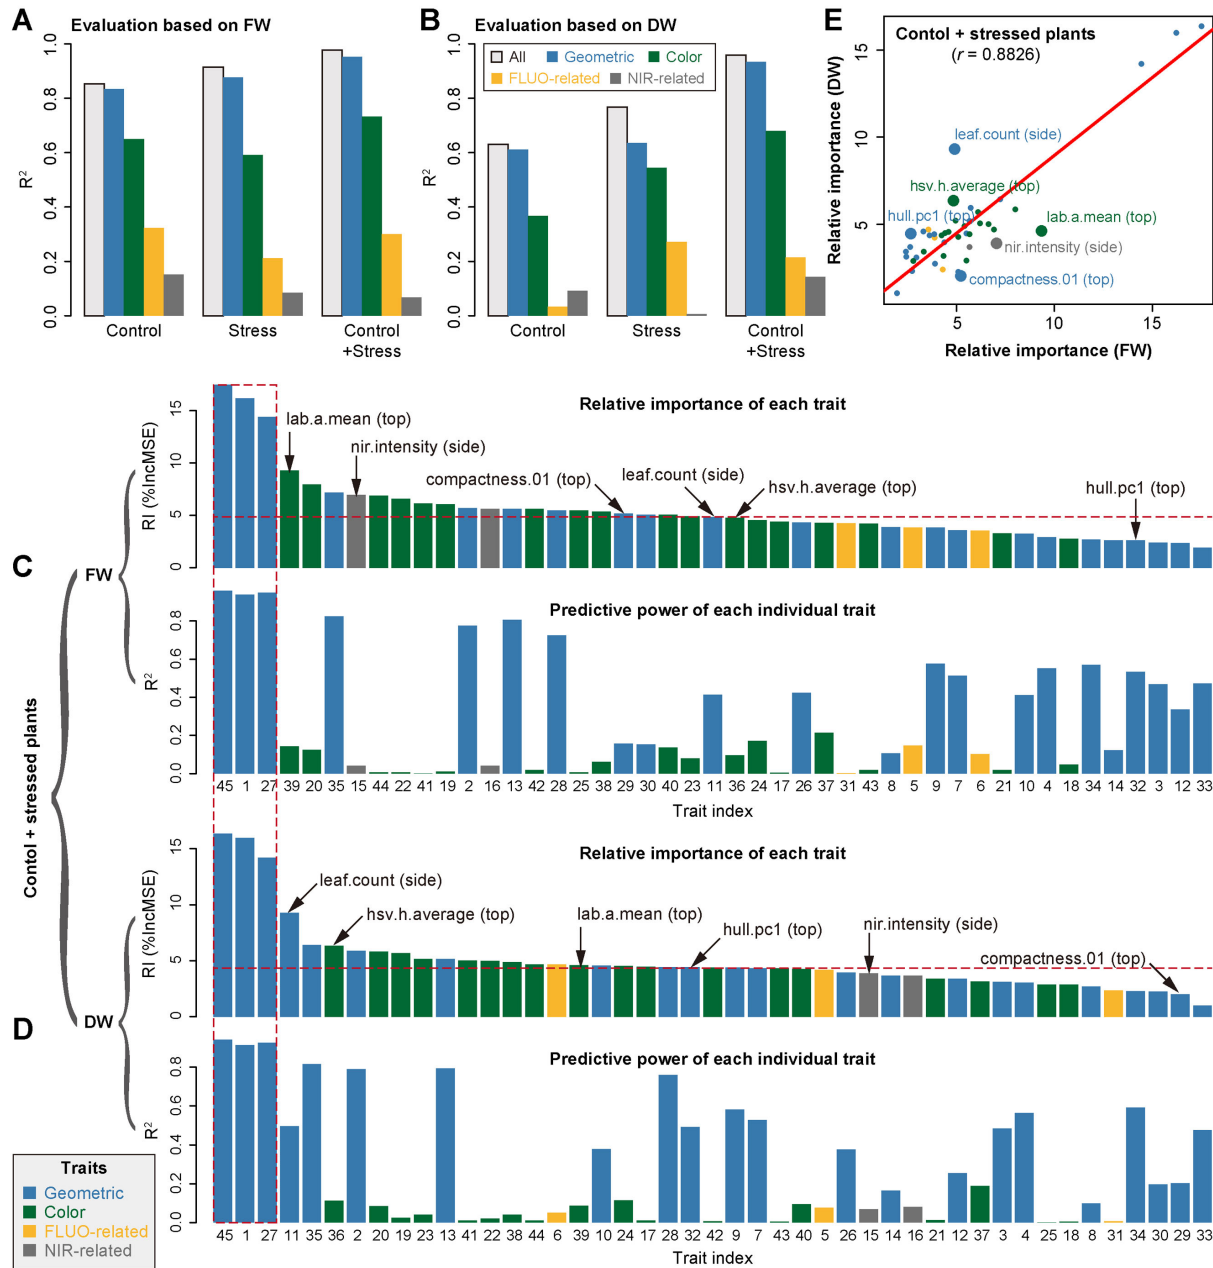 A
Evaluation based on FW
R2
0.0
0.2
0.4
0.6
0.8
1.0
Control
Stress
Control
+Stress
B
Evaluation based on DW
All
Geometric
Color
FLUO-related
NIR-related
R2
0.0
0.2
0.4
0.6
0.8
1.0
Control
Stress
Control
+Stress
E
Contol + stressed plants
(r = 0.8826)
Relative importance (DW)
15
10
5
leaf.count (side)
hsv.h.average (top)
hull.pc1 (top)
lab.a.mean (top)
nir.intensity (side)
compactness.01 (top)
5
10
15
Relative importance (FW)
Contol + stressed plants
C
FW
Relative importance of each trait
RI (%IncMSE)
0
5
10
15
lab.a.mean (top)
nir.intensity (side)
compactness.01 (top)
leaf.count (side)
hsv.h.average (top)
hull.pc1 (top)
Predictive power of each individual trait
R2
0.0
0.2
0.4
0.6
0.8
45 1 27 39 20 35 15 44 22 41 19 2 16 13 42 28 25 38 29 30 40 23 11 36 24 17 26 37 31 43 8 5 9 7 6 21 10 4 18 34 14 32 3 12 33
Trait index
D
DW
Relative importance of each trait
RI (%IncMSE)
0
5
10
15
leaf.count (side)
hsv.h.average (top)
lab.a.mean (top)
hull.pc1 (top)
nir.intensity (side)
compactness.01 (top)
Predictive power of each individual trait
R2
0.0
0.2
0.4
0.6
0.8
45 1 27 11 35 36 2 20 19 23 13 41 22 38 44 6 39 10 24 17 28 32 42 9 7 43 40 5 26 15 14 16 21 12 37 3 4 25 18 8 31 34 30 29 33
Trait index
Traits
Geometric
Color
FLUO-related
NIR-related